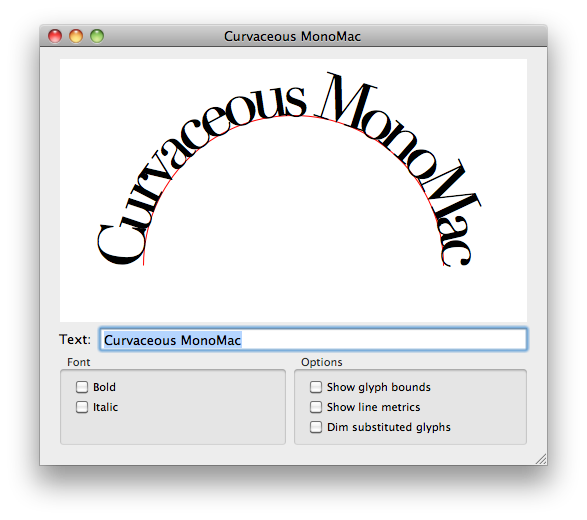 Curvaceous MonoMac
Curvaceous MonoMac
Text: Curvaceous MonoMac
Font
Bold
Italic
Options
Show glyph bounds
Show line metrics
Dim substituted glyphs